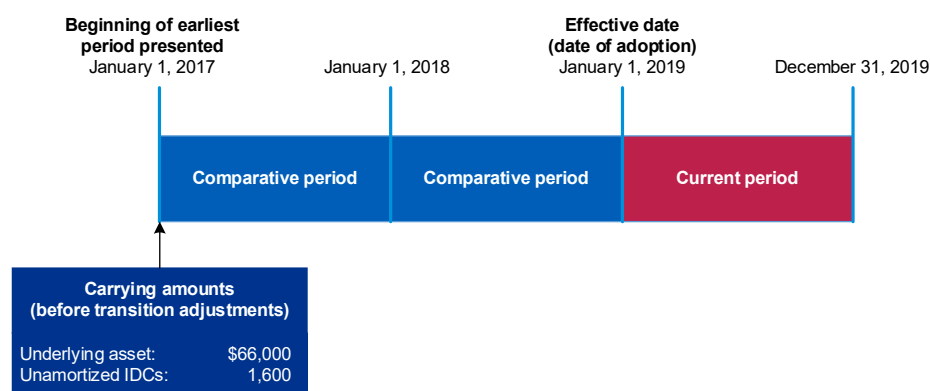 Beginning of earliest
period presented
January 1, 2017
January 1, 2018
Effective date
(date of adoption)
January 1, 2019
December 31, 2019
Comparative period
Comparative period
Current period
Carrying amounts
(before transition adjustments)
Underlying asset: $66,000
Unamortized IDCs: 1,600